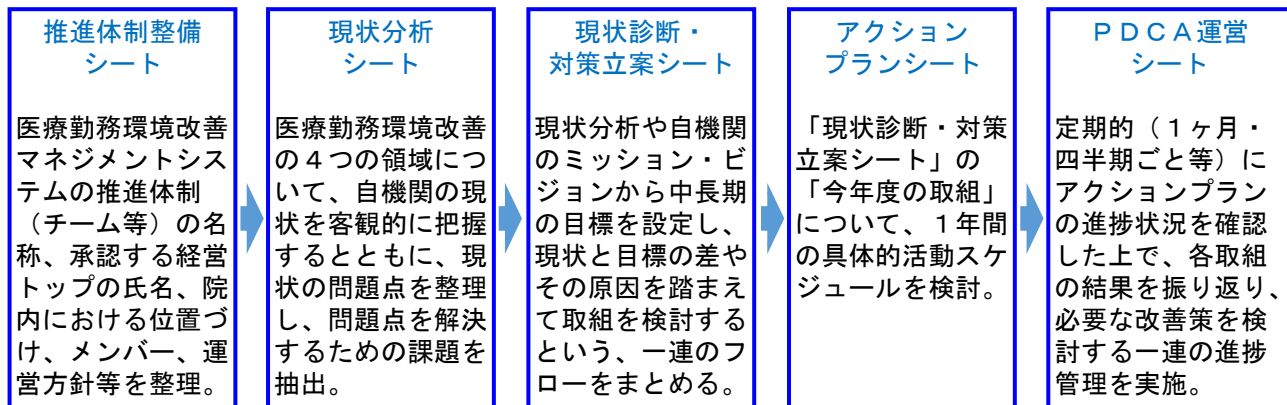 推進体制整備
シート
医療勤務環境改善
マネジメントシス
テムの推進体制
（チーム等）の名
称、承認する経営
トップの氏名、院
内における位置づ
け、メンバー、運
営方針等を整理。
現状分析
シート
医療勤務環境改善
の４つの領域につ
いて、自機関の現
状を客観的に把握
するとともに、現
状の問題点を整理
し、問題点を解決
するための課題を
抽出。
現状診断・
対策立案シート
現状分析や自機関
のミッション・ビ
ジョンから中長期
の目標を設定し、
現状と目標の差や
その原因を踏まえ
て取組を検討する
という、一連のフ
ローをまとめる。
アクション
プランシート
「現状診断・対策
立案シート」の
「今年度の取組」
について、１年間
の具体的活動スケ
ジュールを検討。
ＰＤＣＡ運営
シート
定期的（１ヶ月・
四半期ごと等）に
アクションプラン
の進捗状況を確認
した上で、各取組
の結果を振り返り、
必要な改善策を検
討する一連の進捗
管理を実施。